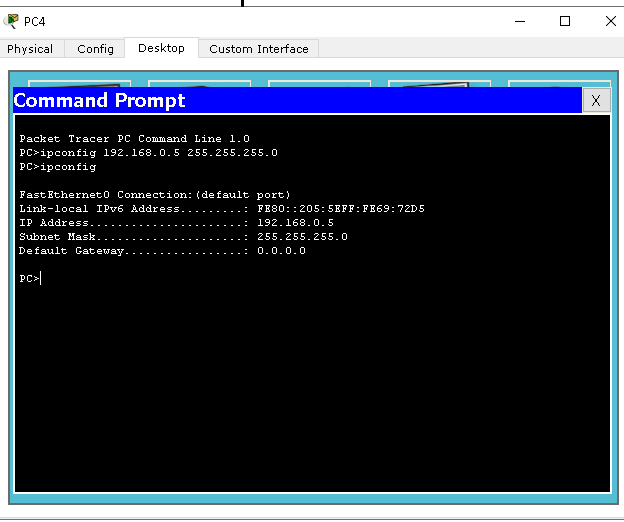 PC4
Physical Config Desktop Custom Interface
Command Prompt X
Packet Tracer PC Command Line 1.0
PC>ipconfig 192.168.0.5 255.255.255.0
PC>ipconfig
FastEthernet0 Connection:(default port)
Link-local IPv6 Address.........: FE80::205:5EFF:FE69:72D5
IP Address......................: 192.168.0.5
Subnet Mask.....................: 255.255.255.0
Default Gateway.................: 0.0.0.0
PC>